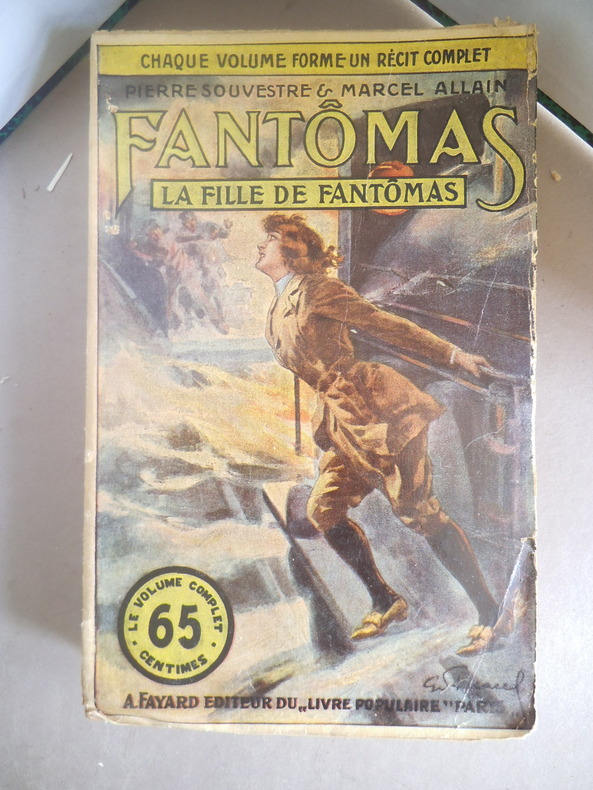 CHAQUE VOLUME FORME UN RÉCIT COMPLET
PIERRE SOUVESTRE & MARCEL ALLAIN
FANTÔMAS
LA FILLE DE FANTÔMAS
LE VOLUME COMPLET
65
CENTIMES
A. FAYARD EDITEUR DU „LIVRE POPULAIRE" PARIS